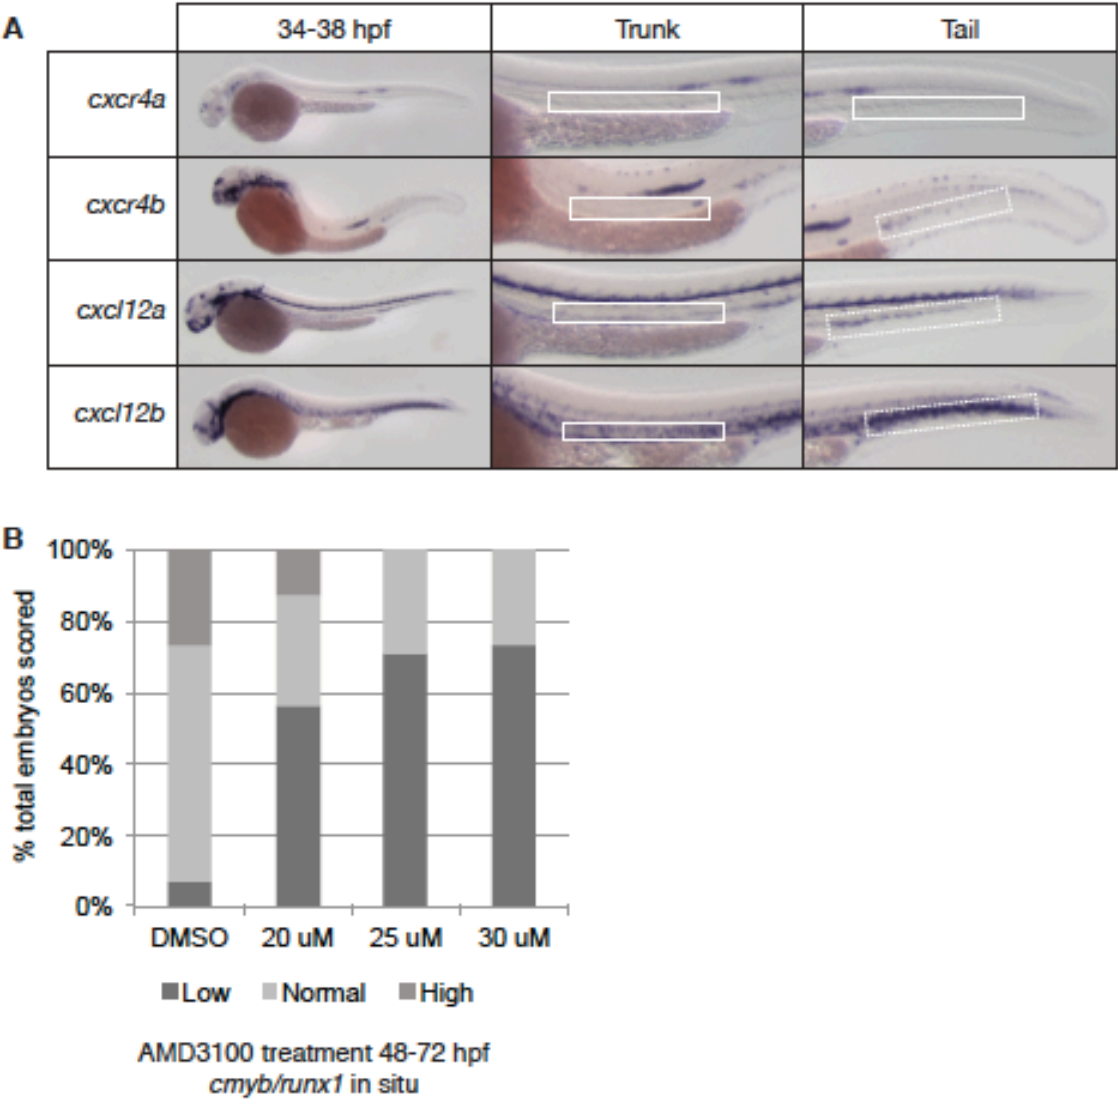 A
34-38 hpf Trunk Tail
cxcr4a
cxcr4b
cxcl12a
cxcl12b
B
% total embryos scored
100%
80%
60%
40%
20%
0%
DMSO 20 uM 25 uM 30 uM
Low Normal High
AMD3100 treatment 48-72 hpf
cmyb/runx1 in situ